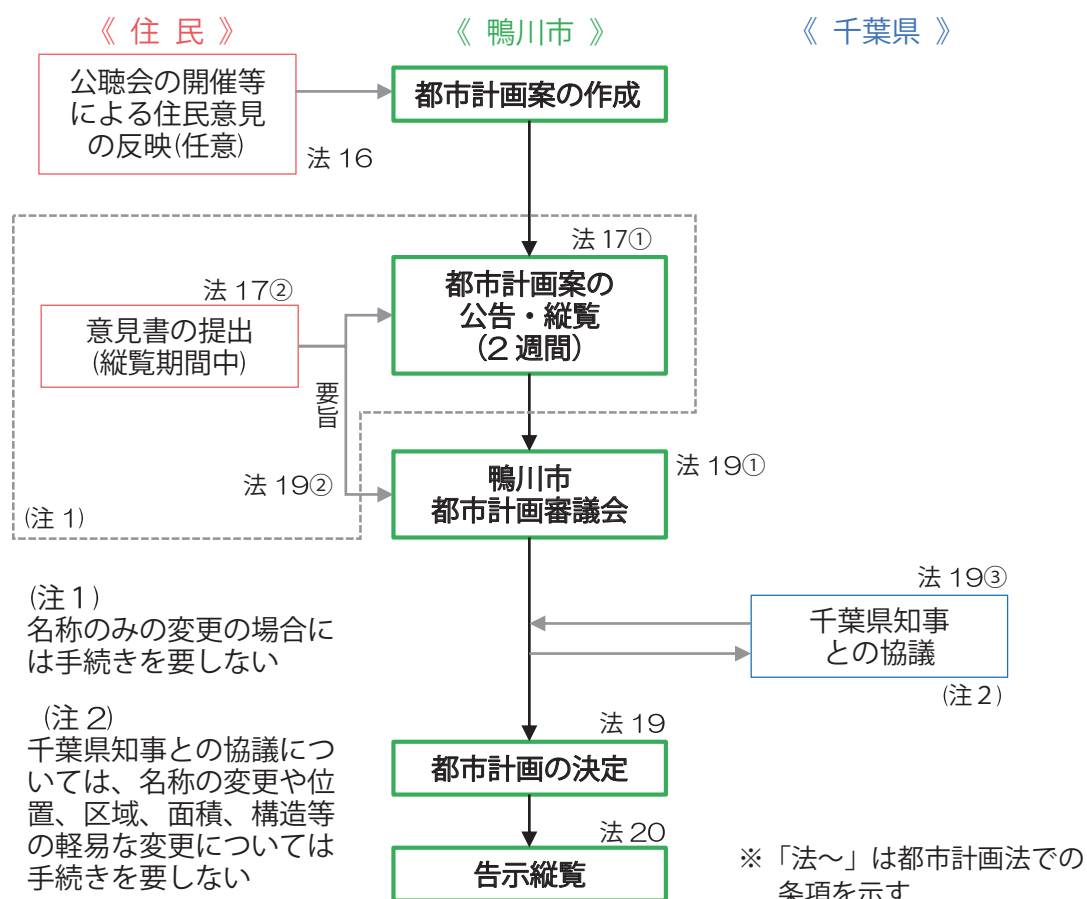 《 住 民 》
《 鴨川市 》
《 千葉県 》
公聴会の開催等
による住民意見
の反映(任意)
法 16
都市計画案の作成
法 17①
都市計画案の
公告・縦覧
(2 週間)
法 17②
意見書の提出
(縦覧期間中)
要旨
法 19②
(注 1)
鴨川市
都市計画審議会
法 19①
法 19③
千葉県知事
との協議
(注 2)
(注 1)
名称のみの変更の場合に
は手続きを要しない
(注 2)
千葉県知事との協議につ
いては、名称の変更や位
置、区域、面積、構造等
の軽易な変更については
手続きを要しない
法 19
都市計画の決定
法 20
告示縦覧
※「法～」は都市計画法での
条項を示す